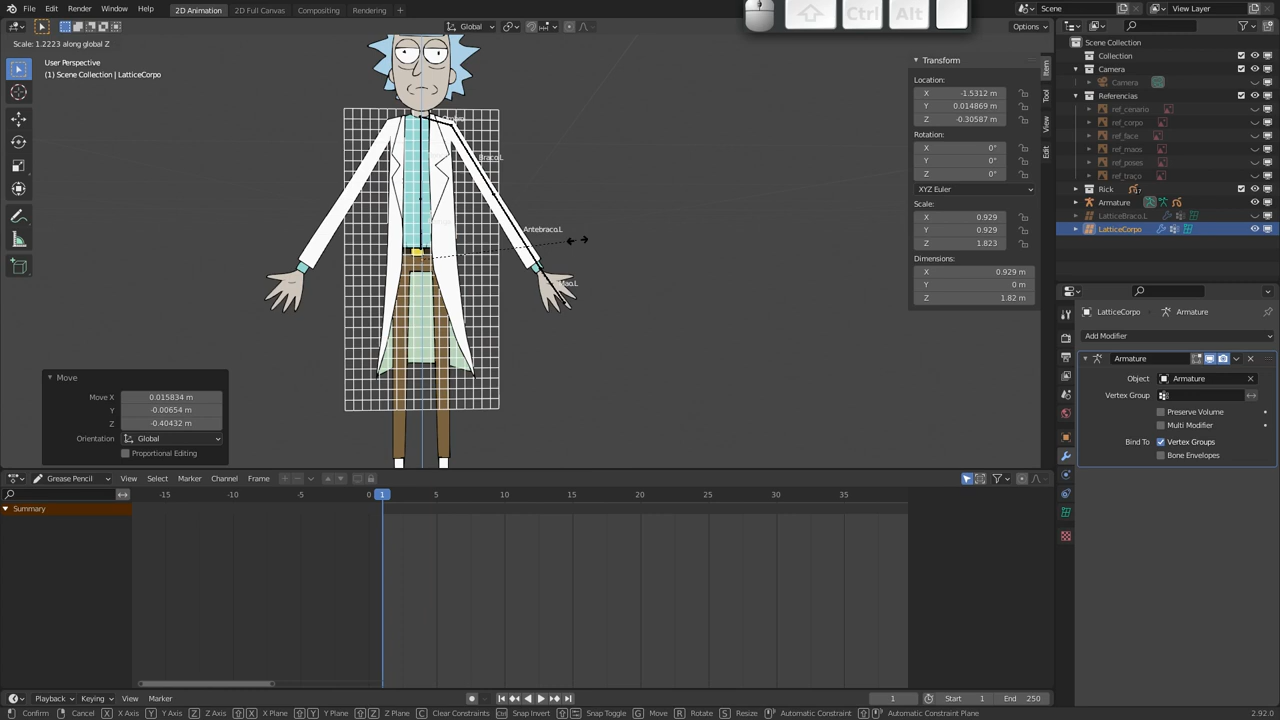 File Edit Render Window Help 2D Animation 2D Full Canvas Compositing Rendering + Scene View Layer
Ctrl Alt
Global Options
Scale: 1.2223 along global Z
User Perspective
(1) Scene Collection | LatticeCorpo
Braco.L
Antebraco.L
Mao.L
Transform
Location:
X -1.5312 m
Y 0.014869 m
Z -0.30587 m
Rotation:
X 0°
Y 0°
Z 0°
XYZ Euler
Scale:
X 0.929
Y 0.929
Z 1.823
Dimensions:
X 0.929 m
Y 0 m
Z 1.82 m
Item
Tool
View
Edit
Scene Collection
Collection
Camera
Camera
Referencias
ref_cenario
ref_corpo
ref_face
ref_maos
ref_poses
ref_traço
Rick
Armature
LatticeBraco.L
LatticeCorpo
LatticeCorpo Armature
Add Modifier
Armature
Object Armature
Vertex Group
Preserve Volume
Multi Modifier
Bind To Vertex Groups
Bone Envelopes
Move
Move X 0.015834 m
Y -0.00654 m
Z -0.40432 m
Orientation Global
Proportional Editing
Grease Pencil View Select Marker Channel Frame
-15 -10 -5 0 1 5 10 15 20 25 30 35
Summary
Playback Keying View Marker 1 Start 1 End 250
Confirm Cancel X X Axis Y Y Axis Z Z Axis X X Plane Y Y Plane Z Z Plane C Clear Constraints Snap Invert Snap Toggle G Move R Rotate S Resize Automatic Constraint Automatic Constraint Plane 2.92.0